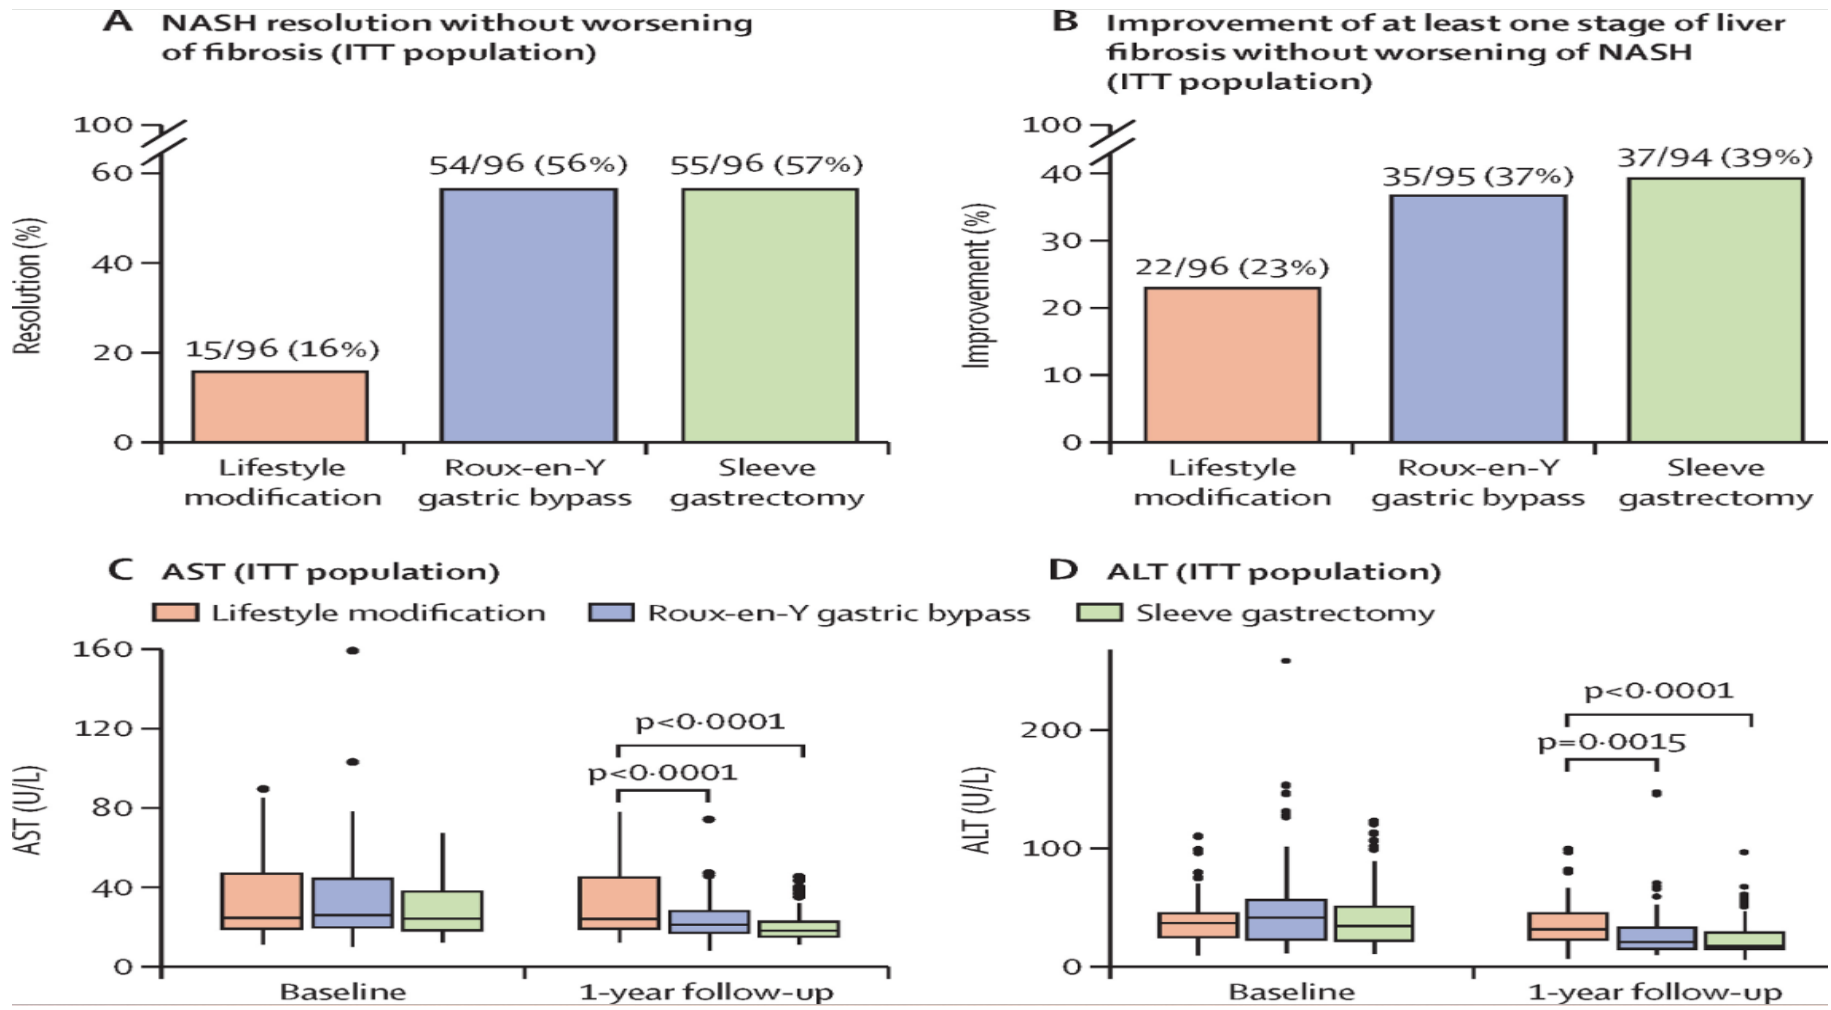 A NASH resolution without worsening
of fibrosis (ITT population)
100
60
40
20
0
Resolution (%)
15/96 (16%)
54/96 (56%)
55/96 (57%)
Lifestyle
modification
Roux-en-Y
gastric bypass
Sleeve
gastrectomy
B Improvement of at least one stage of liver
fibrosis without worsening of NASH
(ITT population)
100
40
30
20
10
0
Improvement (%)
22/96 (23%)
35/95 (37%)
37/94 (39%)
Lifestyle
modification
Roux-en-Y
gastric bypass
Sleeve
gastrectomy
C AST (ITT population)
D ALT (ITT population)
Lifestyle modification
Roux-en-Y gastric bypass
Sleeve gastrectomy
160
120
80
40
0
AST (U/L)
p<0·0001
p<0·0001
Baseline
1-year follow-up
200
100
0
ALT (U/L)
p<0·0001
p=0·0015
Baseline
1-year follow-up